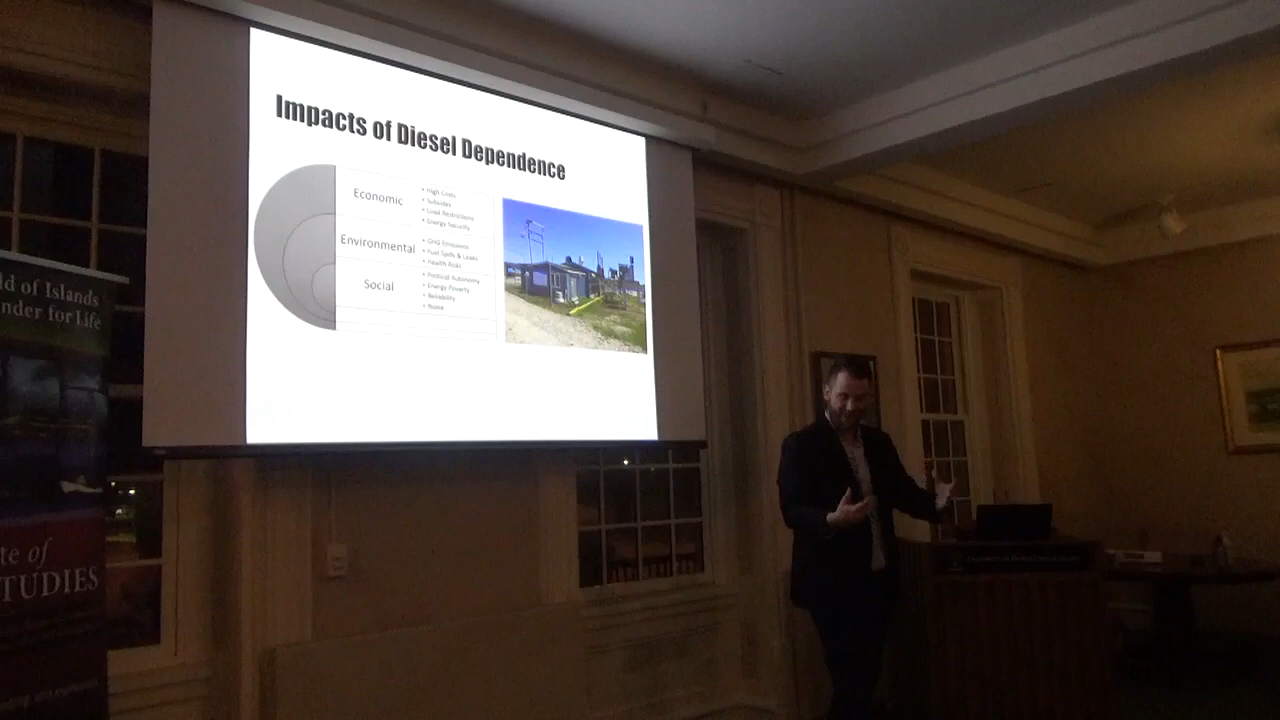 Impacts of Diesel Dependence
Economic
• High Costs
• Subsidies
• Load Restrictions
• Energy Security
Environmental
• GHG Emissions
• Fuel Spills & Leaks
• Health Risks
Social
• Political Autonomy
• Energy Poverty
• Reliability
• Noise
ld of Islands
nder for Life
te of
TUDIES